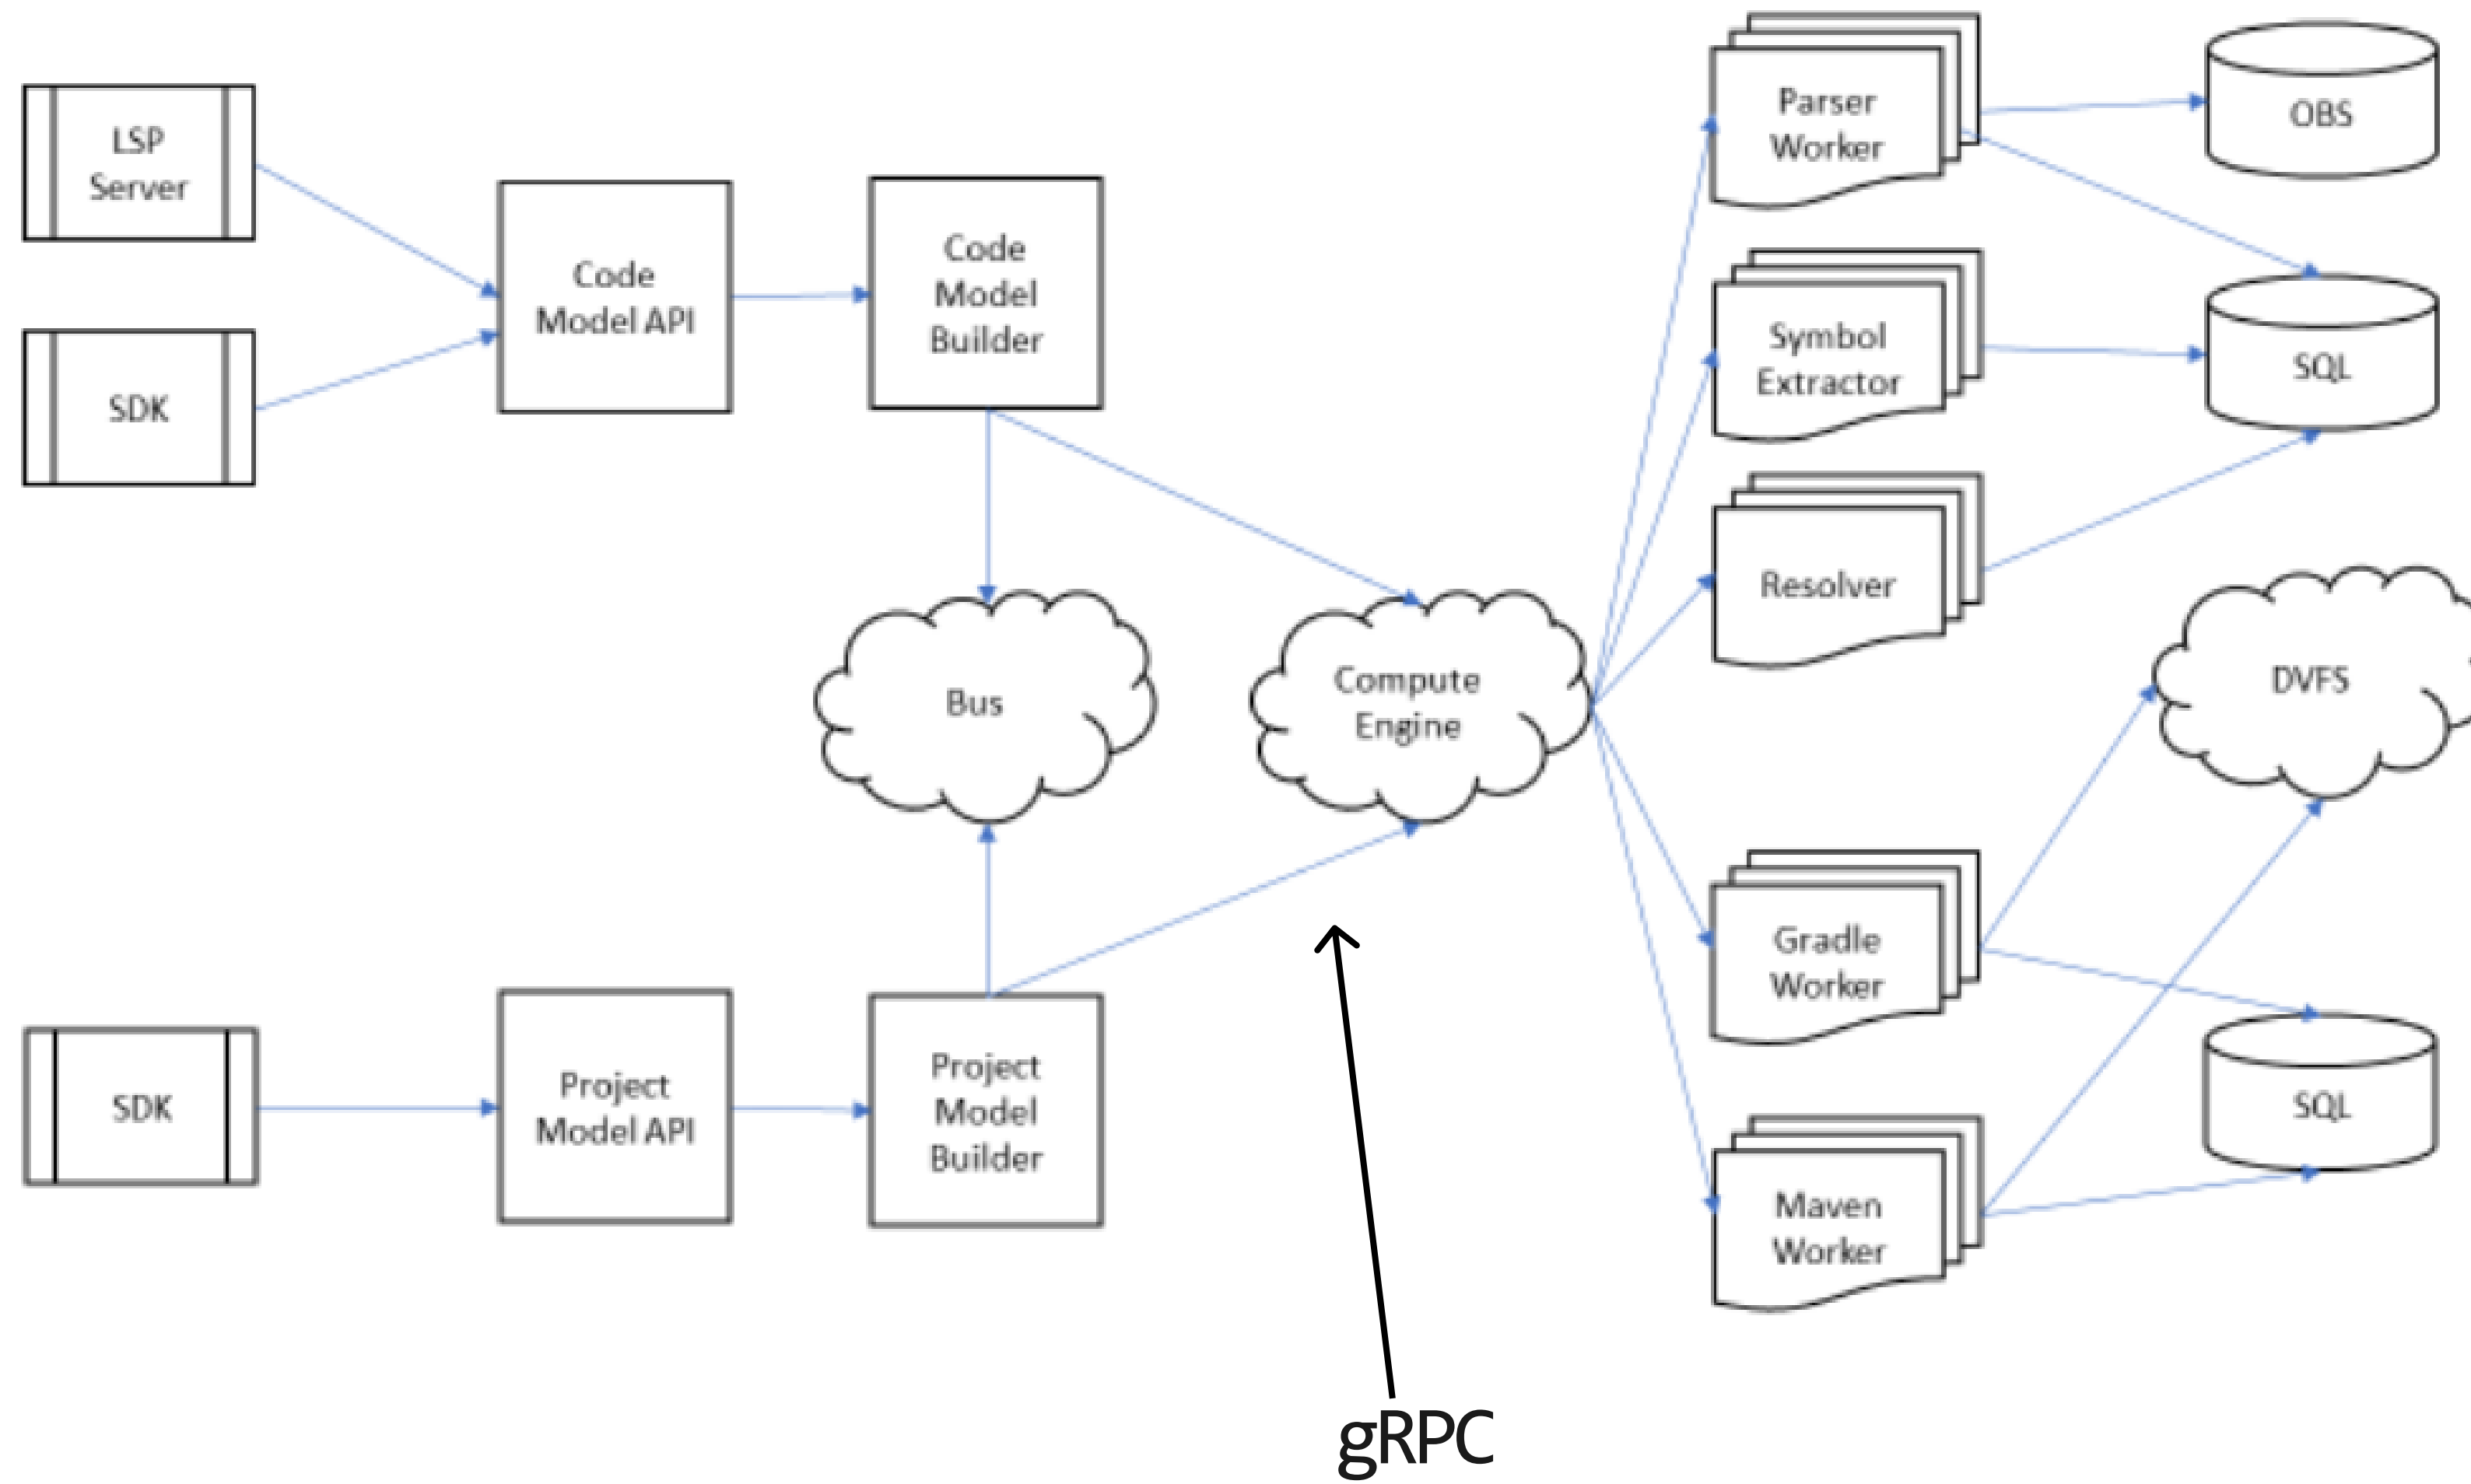 LSP
Server
SDK
Code
Model API
Code
Model
Builder
Parser
Worker
OBS
Symbol
Extractor
SQL
Resolver
Bus
Compute
Engine
DVFS
Gradle
Worker
SDK
Project
Model API
Project
Model
Builder
SQL
Maven
Worker
gRPC